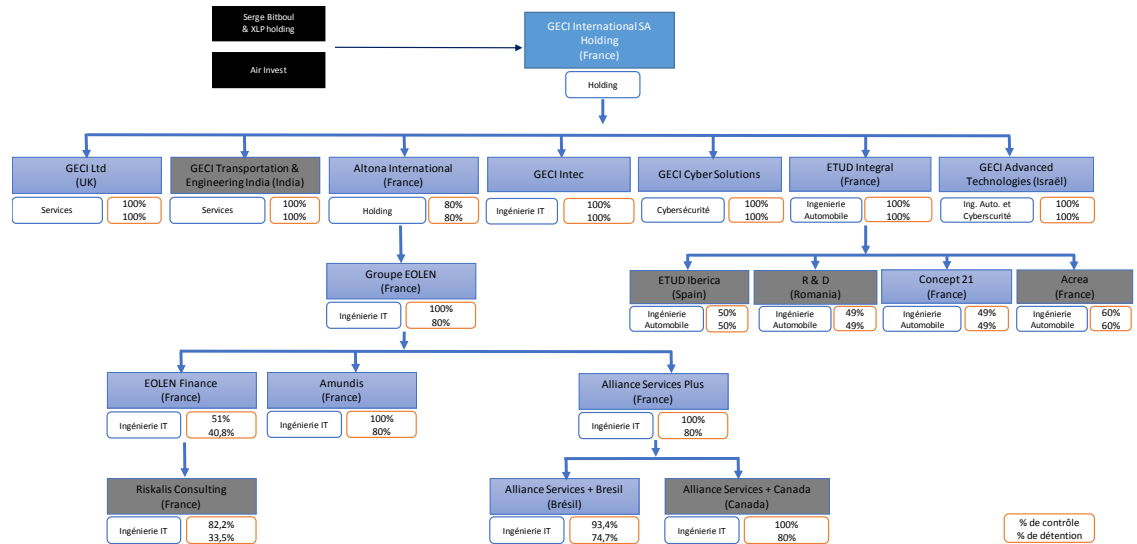 Serge Bitboul
& XLP holding
Air Invest
GECI International SA
Holding
(France)
Holding
GECI Ltd
(UK)
Services
100%
100%
GECI Transportation &
Engineering India (India)
Services
100%
100%
Altona International
(France)
Holding
80%
80%
GECI Intec
Ingénierie IT
100%
100%
GECI Cyber Solutions
Cybersécurité
100%
100%
ETUD Integral
(France)
Ingenierie
Automobile
100%
100%
GECI Advanced
Technologies (Israël)
Ing. Auto. et
Cyberscurité
100%
100%
Groupe EOLEN
(France)
Ingénierie IT
100%
80%
ETUD Iberica
(Spain)
Ingénierie
Automobile
50%
50%
R & D
(Romania)
Ingénierie
Automobile
49%
49%
Concept 21
(France)
Ingénierie
Automobile
49%
49%
Acrea
(France)
Ingénierie
Automobile
60%
60%
EOLEN Finance
(France)
Ingénierie IT
51%
40,8%
Amundis
(France)
Ingénierie IT
100%
80%
Alliance Services Plus
(France)
Ingénierie IT
100%
80%
Riskalis Consulting
(France)
Ingénierie IT
82,2%
33,5%
Alliance Services + Bresil
(Brésil)
Ingénierie IT
93,4%
74,7%
Alliance Services + Canada
(Canada)
Ingénierie IT
100%
80%
% de contrôle
% de détention